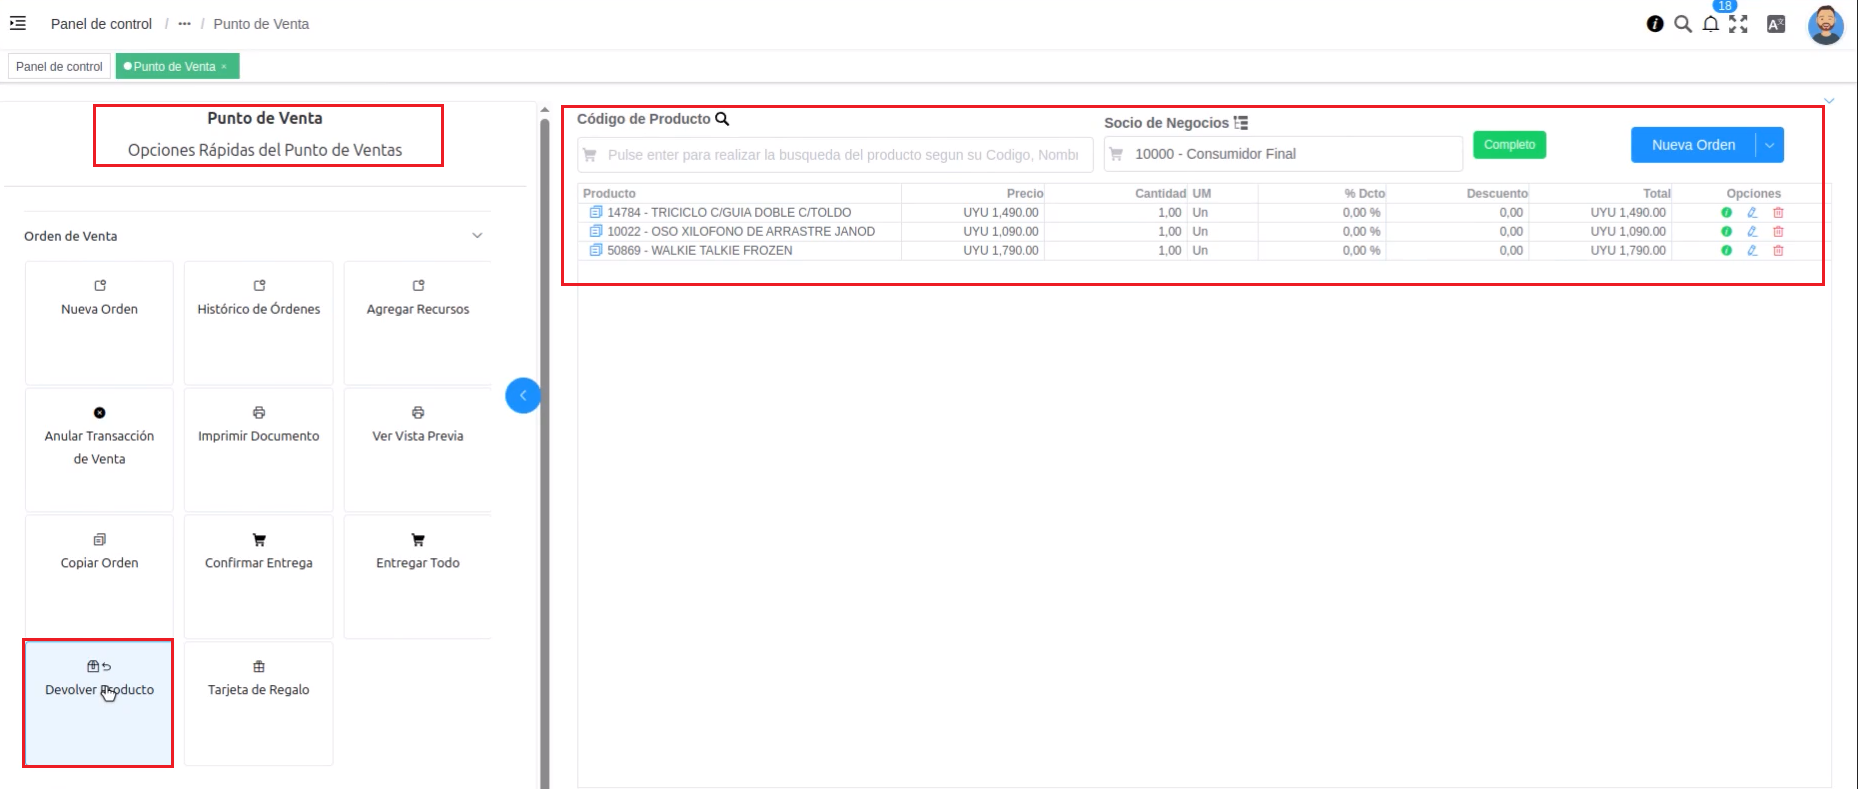 Panel de control / ••• / Punto de Venta
18
Panel de control
Punto de Venta ×
Punto de Venta
Opciones Rápidas del Punto de Ventas
Orden de Venta
Nueva Orden
Histórico de Órdenes
Agregar Recursos
Anular Transacción
de Venta
Imprimir Documento
Ver Vista Previa
Copiar Orden
Confirmar Entrega
Entregar Todo
Devolver Producto
Tarjeta de Regalo
Código de Producto
Pulse enter para realizar la busqueda del producto segun su Codigo, Nombr
Socio de Negocios
10000 - Consumidor Final
Completo
Nueva Orden
Producto Precio Cantidad UM % Dcto Descuento Total Opciones
14784 - TRICICLO C/GUIA DOBLE C/TOLDO UYU 1,490.00 1,00 Un 0,00 % 0,00 UYU 1,490.00
10022 - OSO XILOFONO DE ARRASTRE JANOD UYU 1,090.00 1,00 Un 0,00 % 0,00 UYU 1,090.00
50869 - WALKIE TALKIE FROZEN UYU 1,790.00 1,00 Un 0,00 % 0,00 UYU 1,790.00